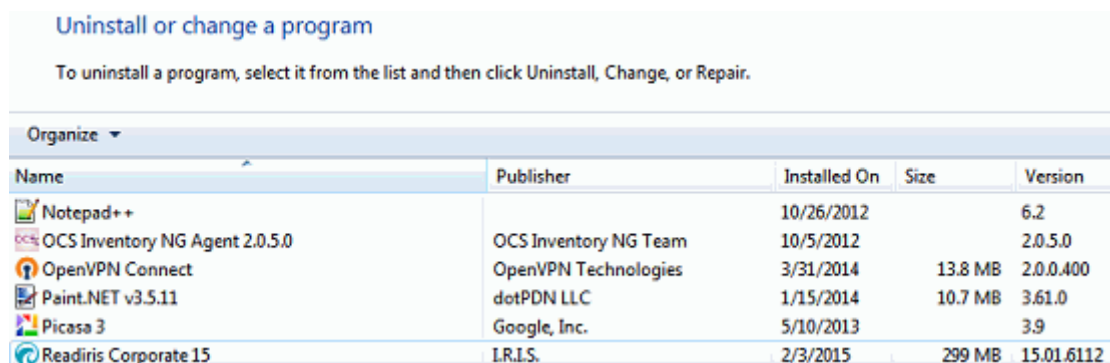 Uninstall or change a program
To uninstall a program, select it from the list and then click Uninstall, Change, or Repair.
Organize
Name Publisher Installed On Size Version
Notepad++ 10/26/2012 6.2
OCS Inventory NG Agent 2.0.5.0 OCS Inventory NG Team 10/5/2012 2.0.5.0
OpenVPN Connect OpenVPN Technologies 3/31/2014 13.8 MB 2.0.0.400
Paint.NET v3.5.11 dotPDN LLC 1/15/2014 10.7 MB 3.61.0
Picasa 3 Google, Inc. 5/10/2013 3.9
Readiris Corporate 15 I.R.I.S. 2/3/2015 299 MB 15.01.6112